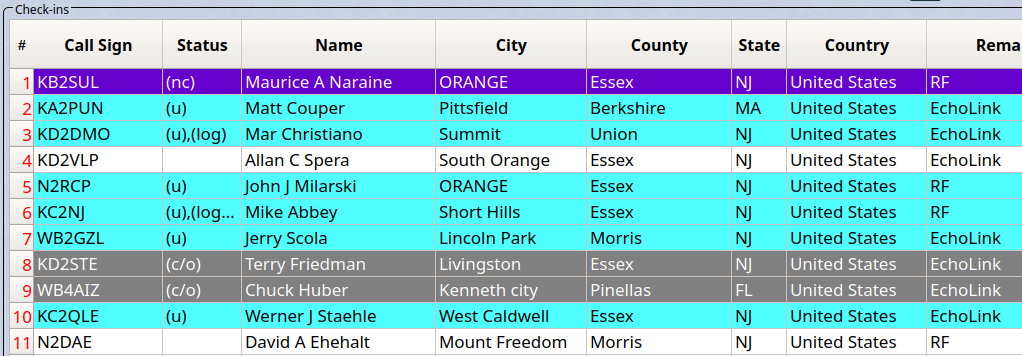 Check-ins
# Call Sign Status Name City County State Country Rema
1 KB2SUL (nc) Maurice A Naraine ORANGE Essex NJ United States RF
2 KA2PUN (u) Matt Couper Pittsfield Berkshire MA United States EchoLink
3 KD2DMO (u),(log) Mar Christiano Summit Union NJ United States EchoLink
4 KD2VLP Allan C Spera South Orange Essex NJ United States EchoLink
5 N2RCP (u) John J Milarski ORANGE Essex NJ United States RF
6 KC2NJ (u),(log... Mike Abbey Short Hills Essex NJ United States RF
7 WB2GZL (u) Jerry Scola Lincoln Park Morris NJ United States EchoLink
8 KD2STE (c/o) Terry Friedman Livingston Essex NJ United States EchoLink
9 WB4AIZ (c/o) Chuck Huber Kenneth city Pinellas FL United States EchoLink
10 KC2QLE (u) Werner J Staehle West Caldwell Essex NJ United States EchoLink
11 N2DAE David A Ehehalt Mount Freedom Morris NJ United States RF